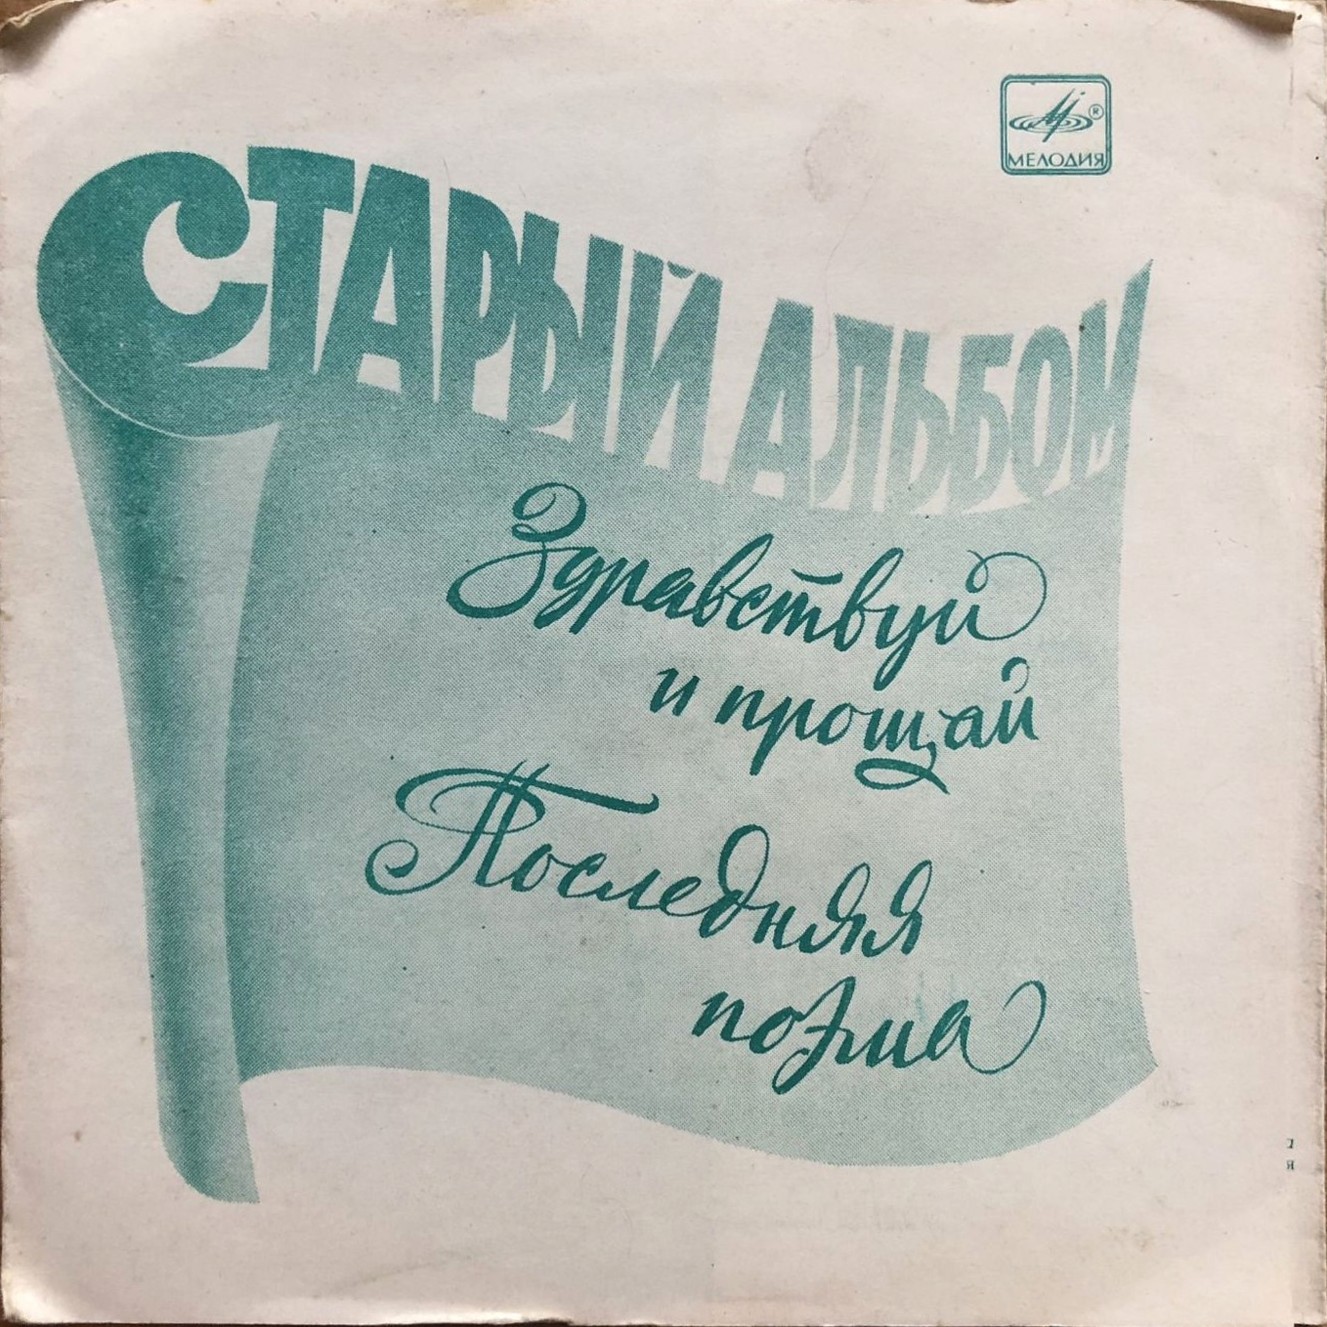 МЕЛОДИЯ
СТАРЫЙ АЛЬБОМ
Здравствуй
и прощай
Последняя
поэма